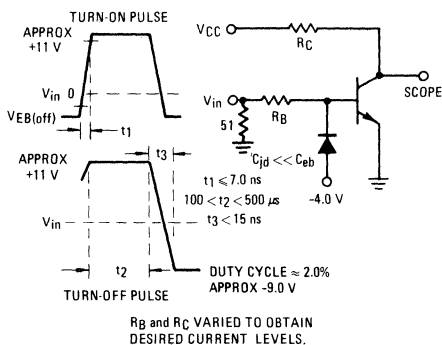 TURN-ON PULSE
APPROX
+11 V
Vin 0
VEB(off)
t1
t3
APPROX
+11 V
Vin
t2
TURN-OFF PULSE
VCC
RC
SCOPE
Vin
RB
51
Cjd << Ceb
-4.0 V
t1 ⩽ 7.0 ns
100 < t2 < 500 µs
t3 < 15 ns
DUTY CYCLE ≈ 2.0%
APPROX -9.0 V
RB and RC VARIED TO OBTAIN
DESIRED CURRENT LEVELS.